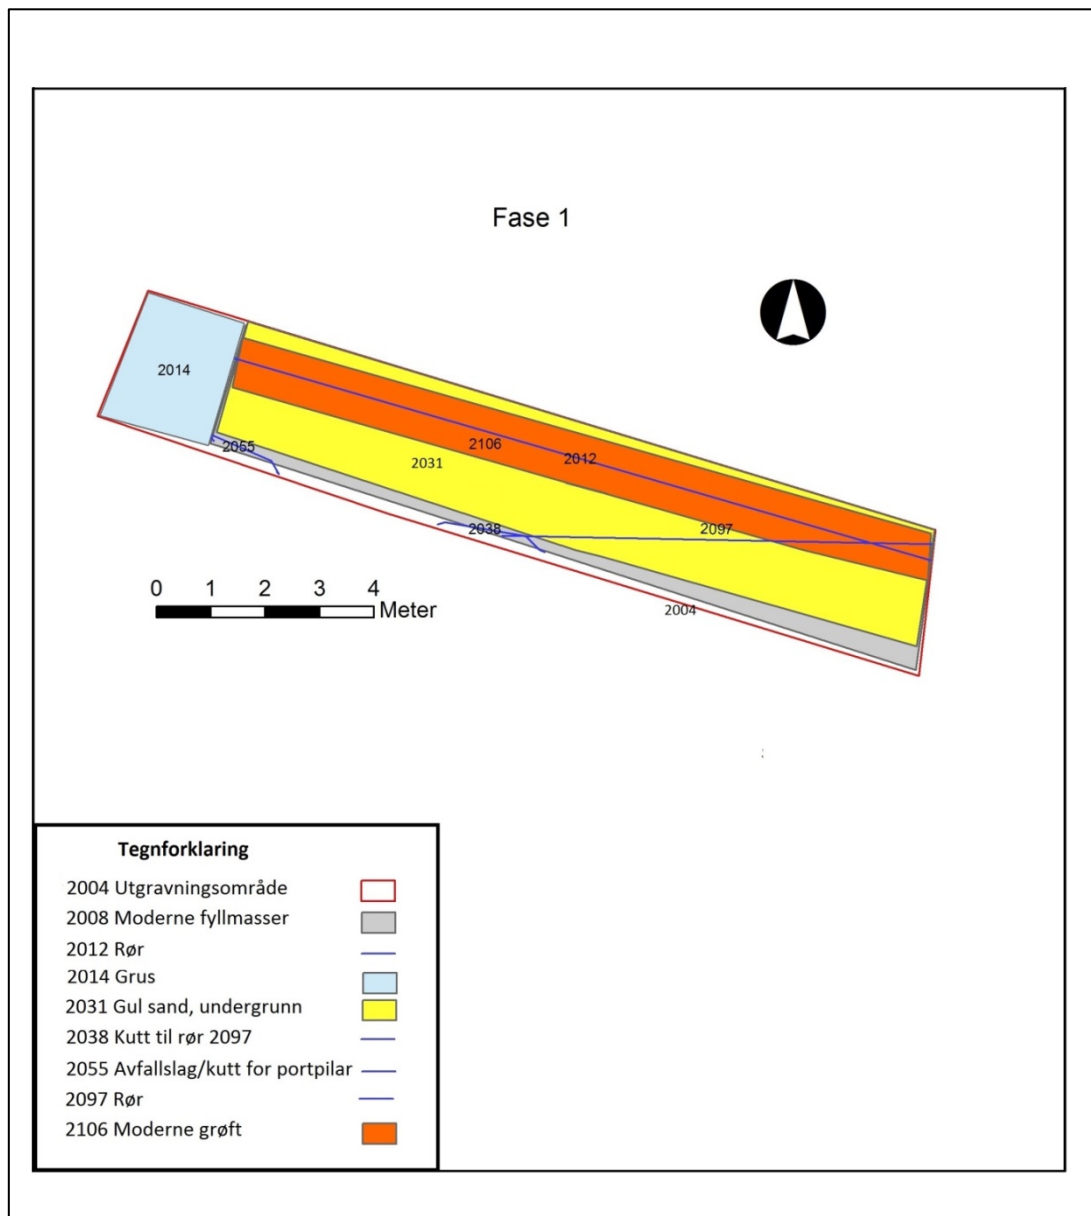 Fase 1
2014
2055
2106
2012
2031
2038
2097
2004
0 1 2 3 4
Meter
Tegnforklaring
2004 Utgravningsområde
2008 Moderne fyllmasser
2012 Rør
2014 Grus
2031 Gul sand, undergrunn
2038 Kutt til rør 2097
2055 Avfallslag/kutt for portpilar
2097 Rør
2106 Moderne grøft